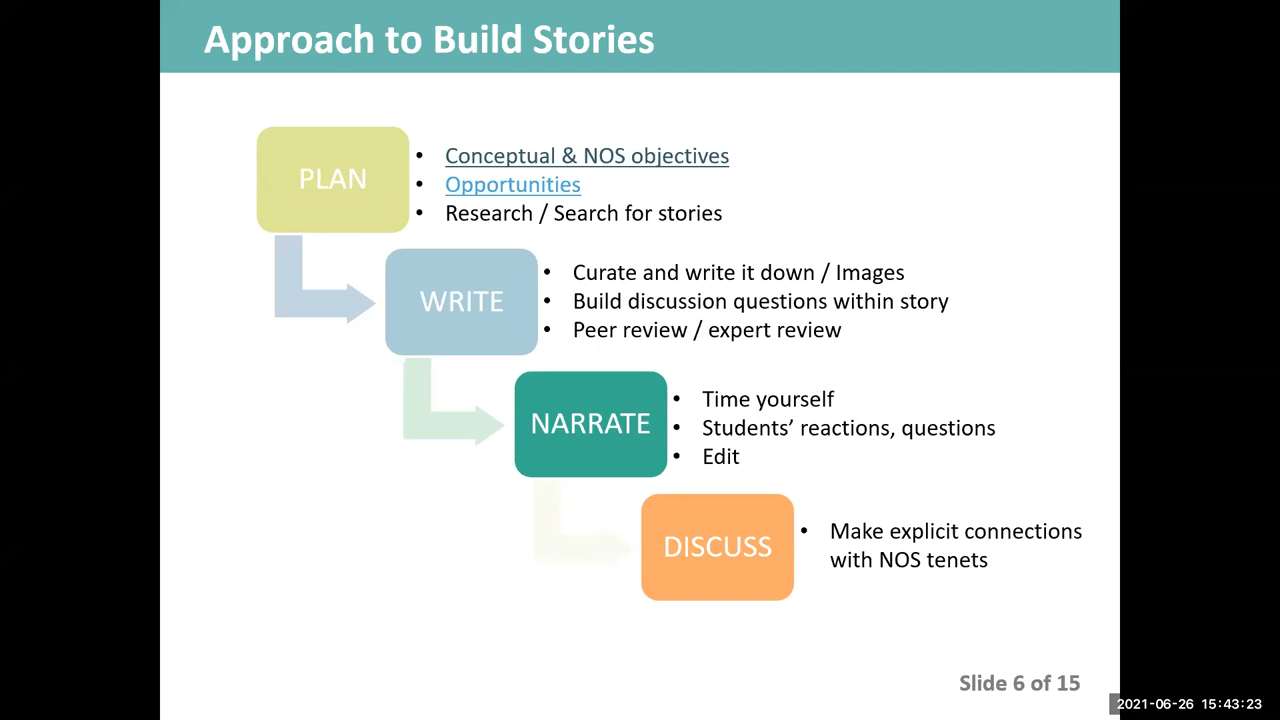 Approach to Build Stories
PLAN
• Conceptual & NOS objectives
• Opportunities
• Research / Search for stories
WRITE
• Curate and write it down / Images
• Build discussion questions within story
• Peer review / expert review
NARRATE
• Time yourself
• Students’ reactions, questions
• Edit
DISCUSS
• Make explicit connections
with NOS tenets
Slide 6 of 15
2021-06-26 15:43:23